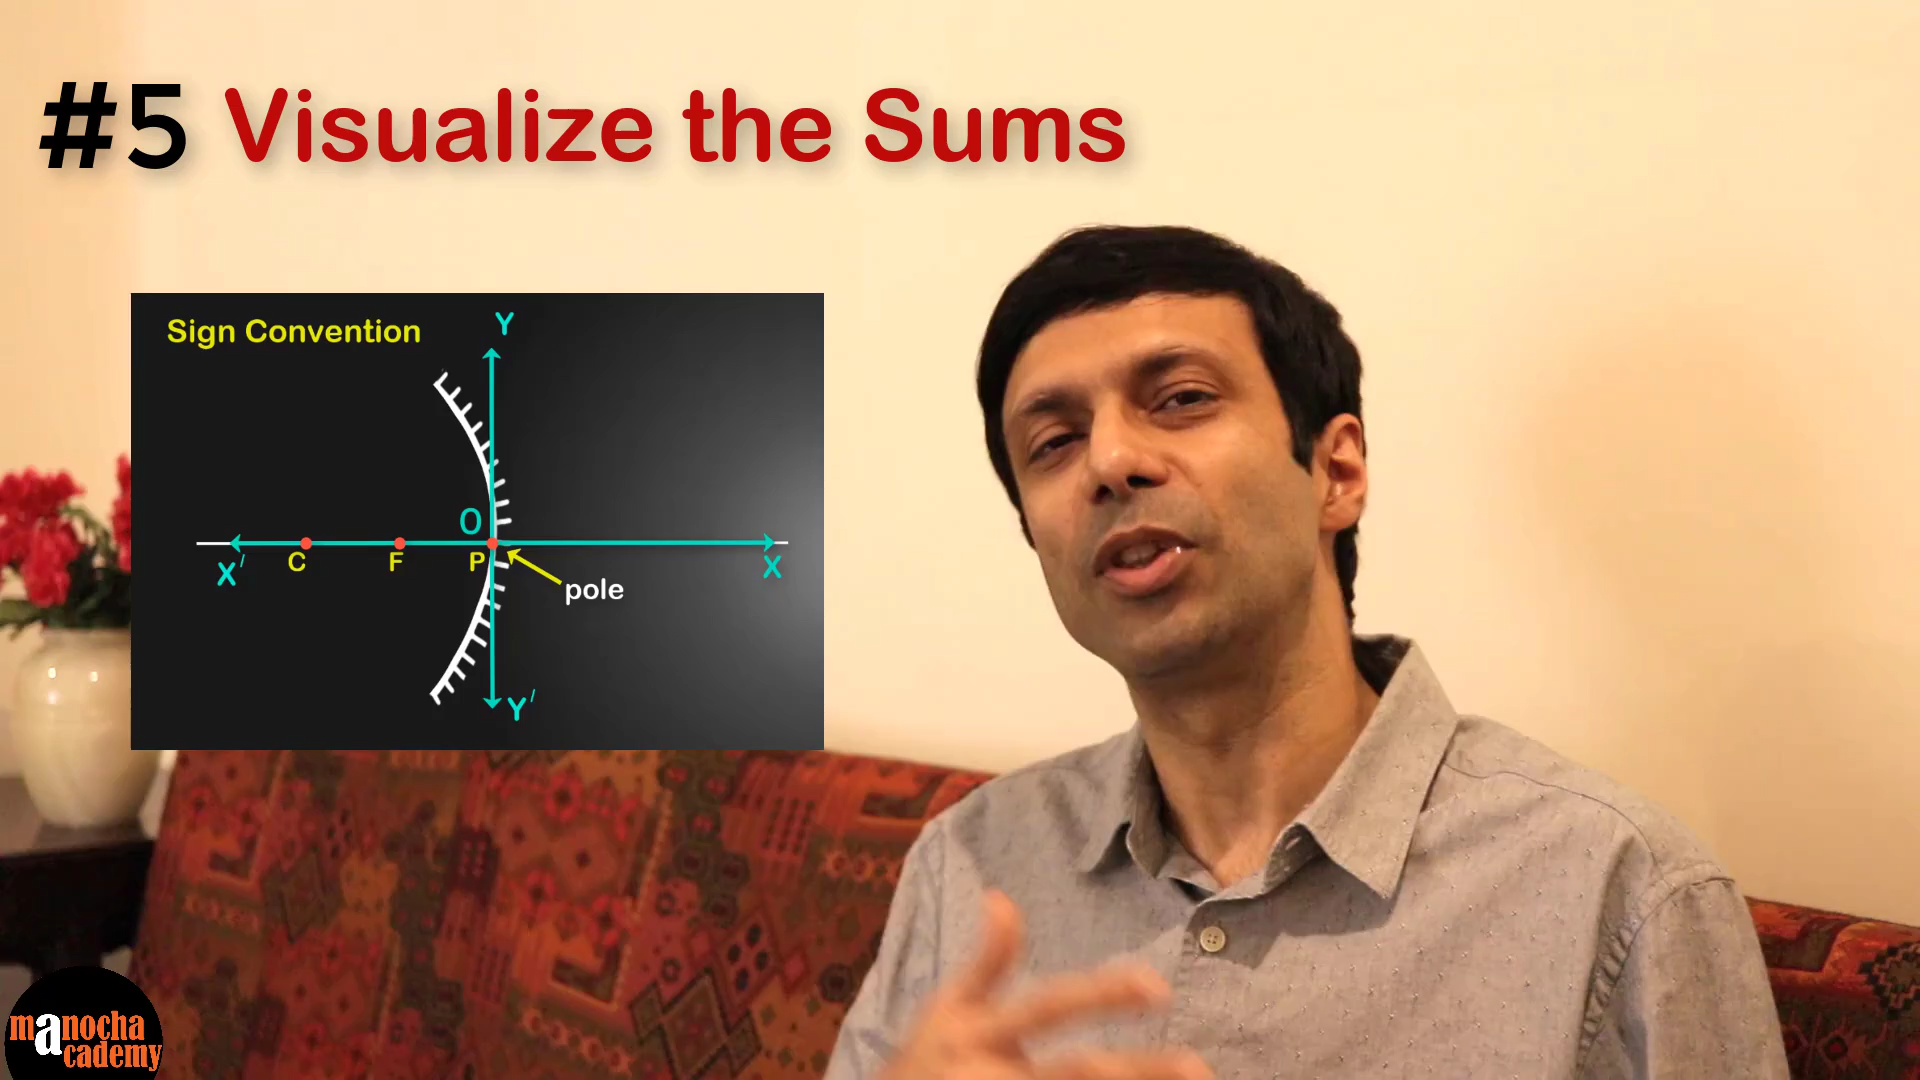 #5 Visualize the Sums
Sign Convention
Y
O
X′ C F P X
pole
Y′
manocha
academy